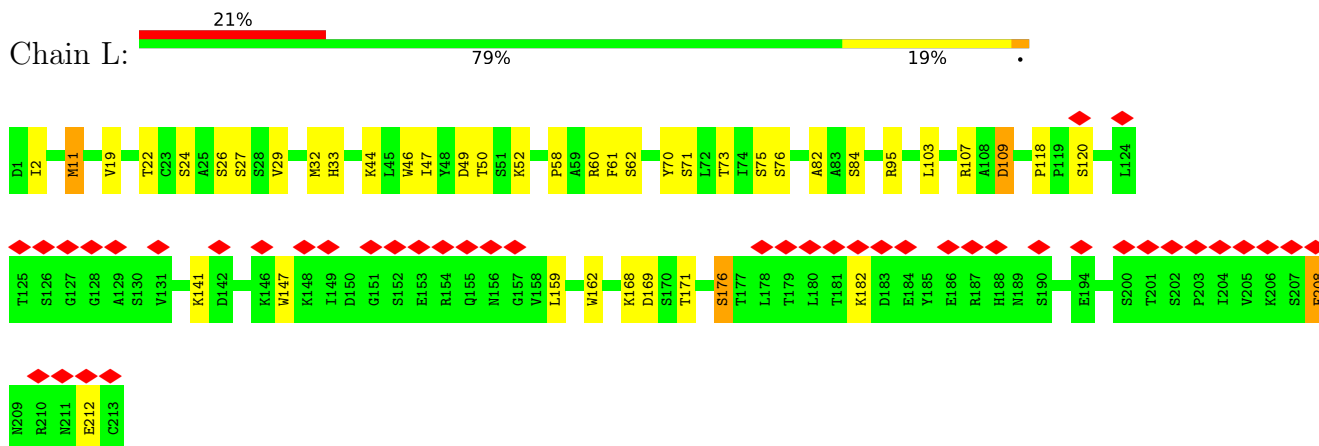 21%
Chain L:
79% 19% •
D1 I2 M11 V19 T22 C23 S24 A25 S26 S27 S28 V29 M32 H33 K44 L45 W46 I47 Y48 D49 T50 S51 K52 P58 A59 R60 F61 S62 Y70 S71 L72 T73 I74 S75 S76 A82 A83 S84 R95 L103 R107 A108 D109 P118 P119 S120 L124
T125 S126 G127 G128 A129 S130 V131 K141 D142 K146 W147 K148 I149 D150 G151 S152 E153 R154 Q155 N156 G157 V158 L159 W162 K168 D169 S170 T171 S176 T177 L178 T179 L180 T181 K182 D183 E184 Y185 E186 R187 H188 N189 S190 E194 S200 T201 S202 P203 I204 V205 K206 S207
N209 R210 N211 E212 C213